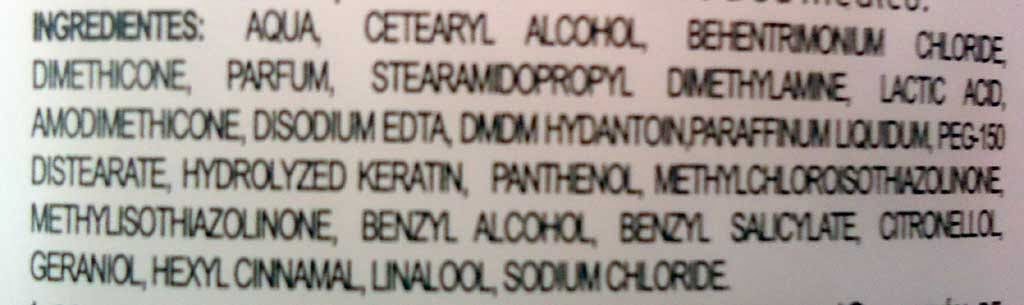 INGREDIENTES: AQUA, CETEARYL ALCOHOL, BEHENTRIMONIUM CHLORIDE,
DIMETHICONE, PARFUM, STEARAMIDOPROPYL DIMETHYLAMINE, LACTIC ACID,
AMODIMETHICONE, DISODIUM EDTA, DMDM HYDANTOIN,PARAFFINUM LIQUIDUM, PEG-150
DISTEARATE, HYDROLYZED KERATIN, PANTHENOL, METHYLCHLOROISOTHIAZOLINONE,
METHYLISOTHIAZOLINONE, BENZYL ALCOHOL, BENZYL SALICYLATE, CITRONELLOL,
GERANIOL, HEXYL CINNAMAL, LINALOOL, SODIUM CHLORIDE.